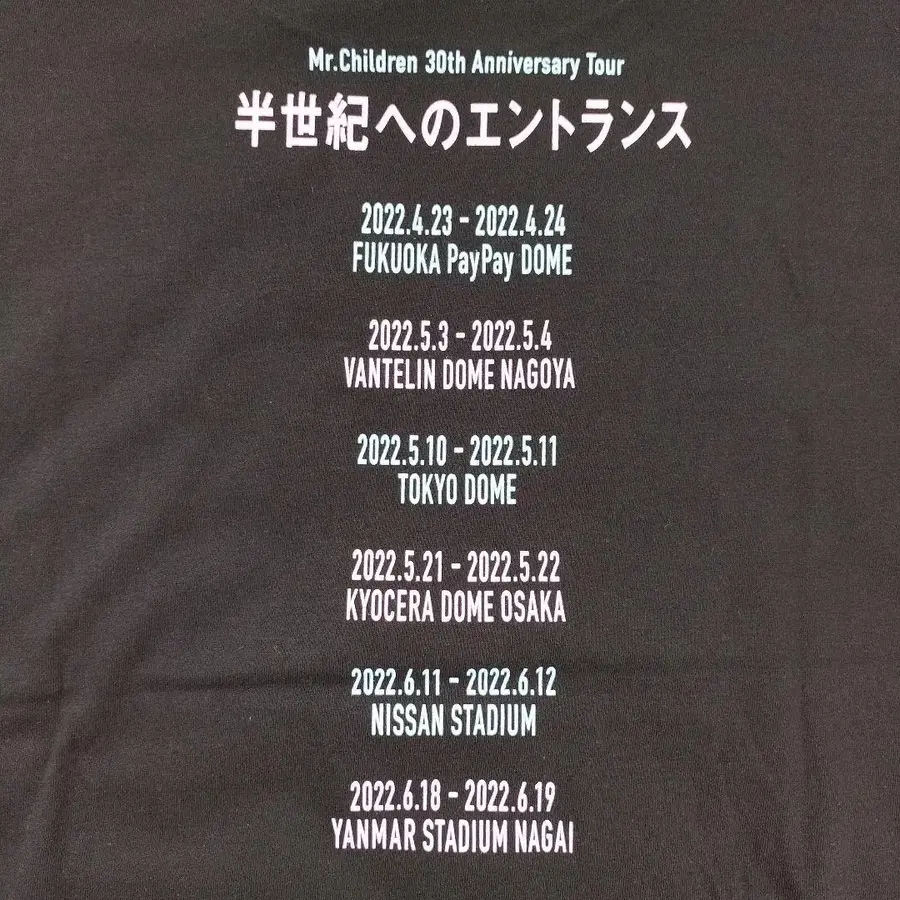 Mr.Children 30th Anniversary Tour
半世紀へのエントランス
2022.4.23 - 2022.4.24
FUKUOKA PayPay DOME
2022.5.3 - 2022.5.4
VANTELIN DOME NAGOYA
2022.5.10 - 2022.5.11
TOKYO DOME
2022.5.21 - 2022.5.22
KYOCERA DOME OSAKA
2022.6.11 - 2022.6.12
NISSAN STADIUM
2022.6.18 - 2022.6.19
YANMAR STADIUM NAGAI